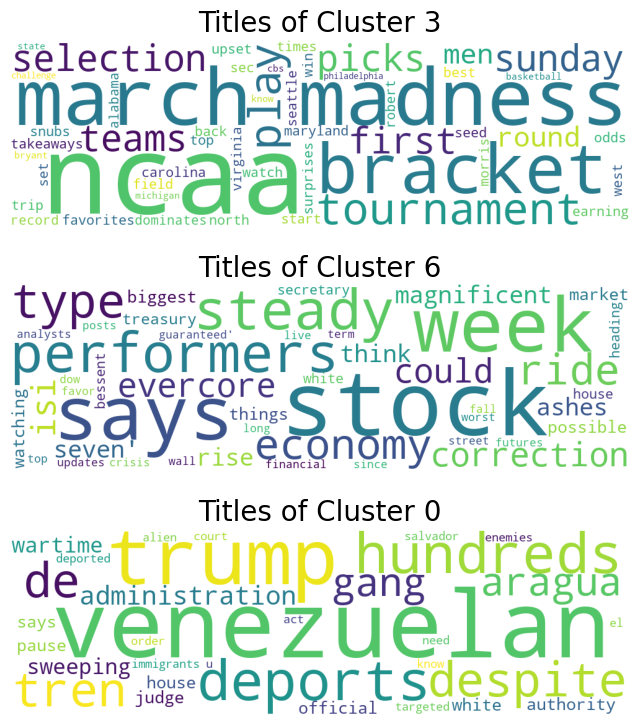 Titles of Cluster 3
state
upset
times
selection
picks
men
sunday
sec
cbs
win
best
challenge
know
philadelphia
basketball
march
play
madness
alabama
seattle
robert
snubs
teams
back
maryland
first
seed
round
odds
takeaways
top
virginia
bryant
ncaa
surprises
bracket
morris
set
carolina
watch
west
field
trip
michigan
tournament
earning
record
favorites
dominates
north
start
Titles of Cluster 6
type
biggest
secretary
steady
magnificent
market
treasury
week
analysts
posts
guaranteed'
live
term
heading
performers
think
isi
dow
favor
bessent
white
could
ride
evercore
house
watching
says
things
stock
fall
worst
ashes
long
possible
seven'
economy
street
futures
top
updates
crisis
wall
rise
financial
since
correction
Titles of Cluster 0
wartime
alien
court
salvador
enemies
deported
trump
hundreds
de
gang
aragua
administration
venezuelan
says
act
el
pause
order
need
sweeping
immigrants
u
deports
know
despite
tren
house
judge
official
targeted
white
authority